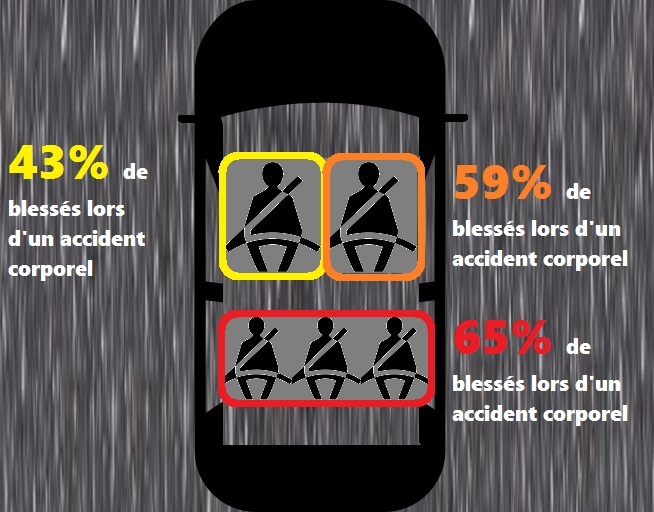 43% de
blessés lors
d'un accident
corporel
59% de
blessés lors d'un
accident corporel
65% de
blessés lors d'un
accident corporel